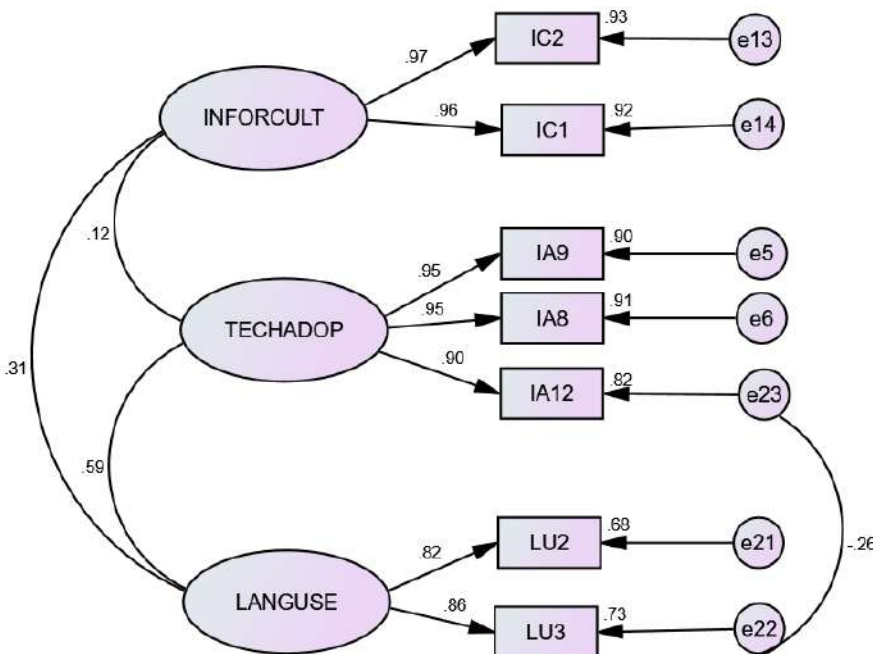 .93
IC2
e13
.97
INFORCULT
.96
.92
IC1
e14
.12
.90
IA9
e5
.95
.91
TECHADOP
.95
IA8
e6
.90
.82
IA12
e23
.31
.59
.68
LU2
e21
-.26
82
LANGUSE
.86
.73
LU3
e22